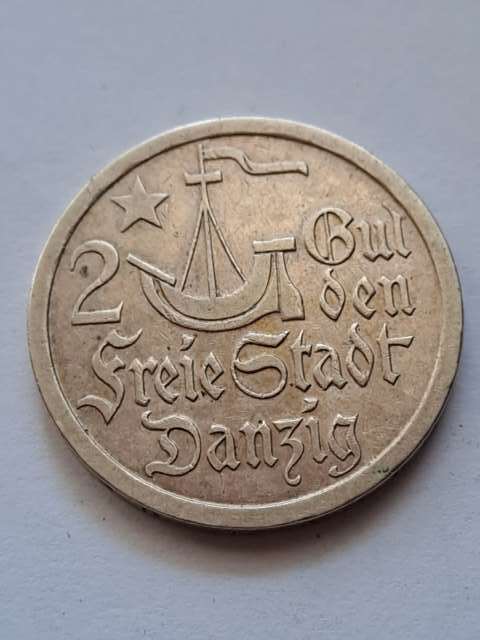 2 Gul
den
Freie Stadt
Danzig